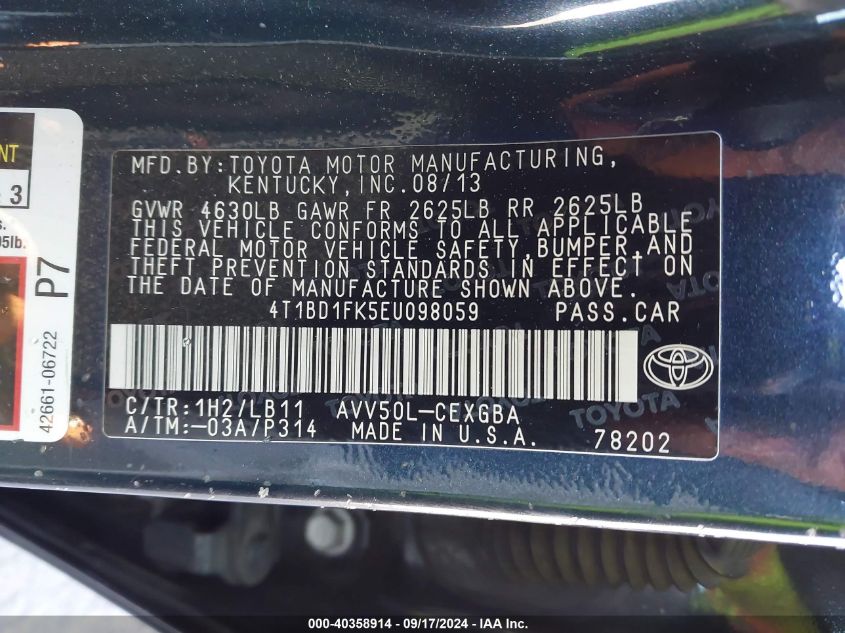 MFD.BY:TOYOTA MOTOR MANUFACTURING,
KENTUCKY, INC. 08/13
GVWR 4630LB GAWR FR 2625LB RR 2625LB
THIS VEHICLE CONFORMS TO ALL APPLICABLE
FEDERAL MOTOR VEHICLE SAFETY, BUMPER, AND
THEFT PREVENTION STANDARDS IN EFFECT ON
THE DATE OF MANUFACTURE SHOWN ABOVE.
4T1BD1FK5EU098059 PASS.CAR
C/TR:1H2/LB11 AVV50L-CEXGBA
A/TM:-03A/P314 MADE IN U.S.A. 78202
TOYOTA
3
P7
42661-06722
000-40358914 - 09/17/2024 - IAA Inc.